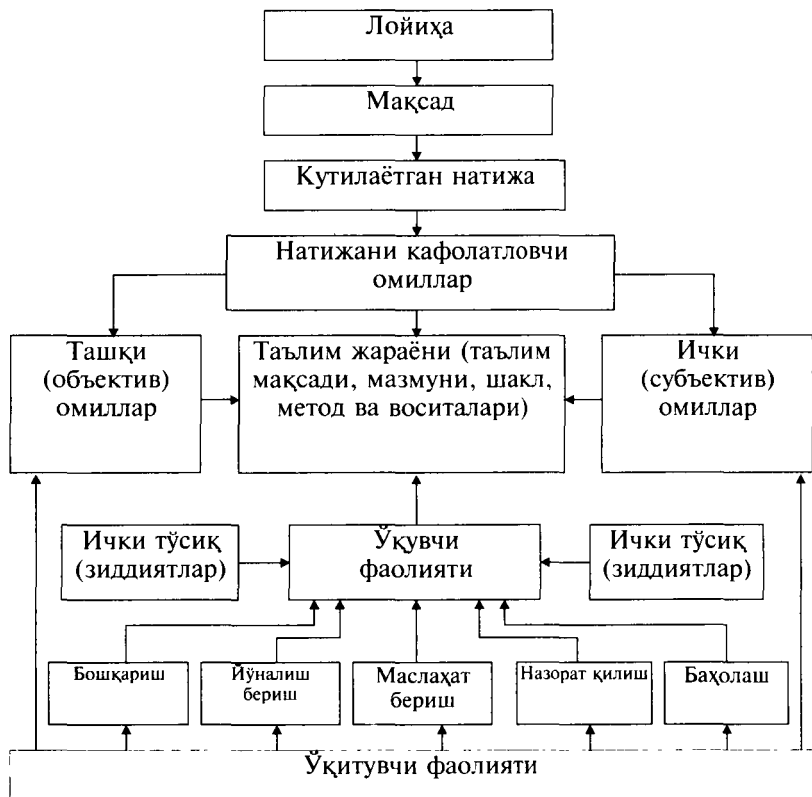 Лойиҳа
Мақсад
Кутилаётган натижа
Натижани кафолатловчи
омиллар
Ташқи
(объектив)
омиллар
Таълим жараёни (таълим
мақсади, мазмуни, шакл,
метод ва воситалари)
Ички
(субъектив)
омиллар
Ички тўсиқ
(зиддиятлар)
Ўқувчи
фаолияти
Ички тўсиқ
(зиддиятлар)
Бошқариш
Йўналиш
бериш
Маслаҳат
бериш
Назорат қилиш
Баҳолаш
Ўқитувчи фаолияти